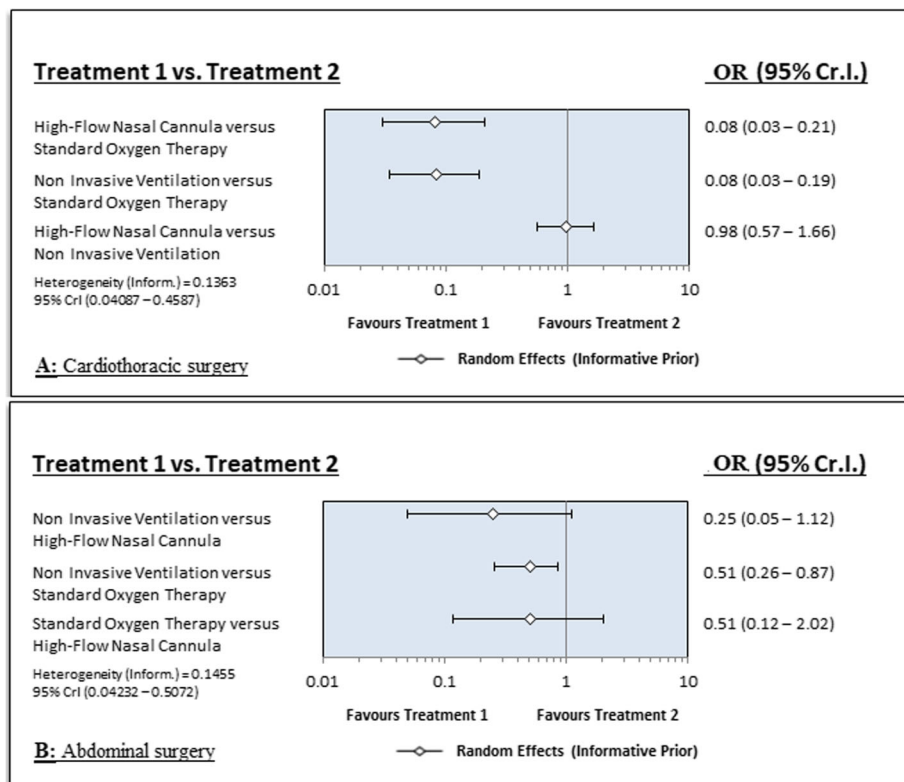 Treatment 1 vs. Treatment 2
OR (95% Cr.I.)
High-Flow Nasal Cannula versus
Standard Oxygen Therapy
0.08 (0.03 – 0.21)
Non Invasive Ventilation versus
Standard Oxygen Therapy
0.08 (0.03 – 0.19)
High-Flow Nasal Cannula versus
Non Invasive Ventilation
0.98 (0.57 – 1.66)
Heterogeneity (Inform.) = 0.1363
95% CrI (0.04087 – 0.4587)
0.01 0.1 1 10
Favours Treatment 1 Favours Treatment 2
Random Effects (Informative Prior)
A: Cardiothoracic surgery
Treatment 1 vs. Treatment 2
OR (95% Cr.I.)
Non Invasive Ventilation versus
High-Flow Nasal Cannula
0.25 (0.05 – 1.12)
Non Invasive Ventilation versus
Standard Oxygen Therapy
0.51 (0.26 – 0.87)
Standard Oxygen Therapy versus
High-Flow Nasal Cannula
0.51 (0.12 – 2.02)
Heterogeneity (Inform.) = 0.1455
95% CrI (0.04232 – 0.5072)
0.01 0.1 1 10
Favours Treatment 1 Favours Treatment 2
Random Effects (Informative Prior)
B: Abdominal surgery